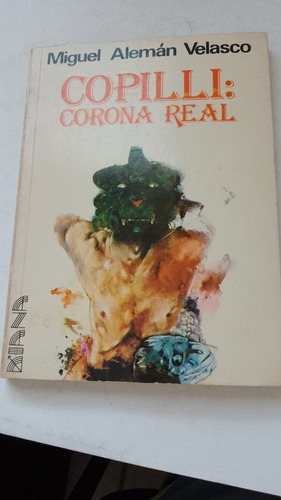 Miguel Alemán Velasco
COPILLI:
CORONA REAL
DIANA